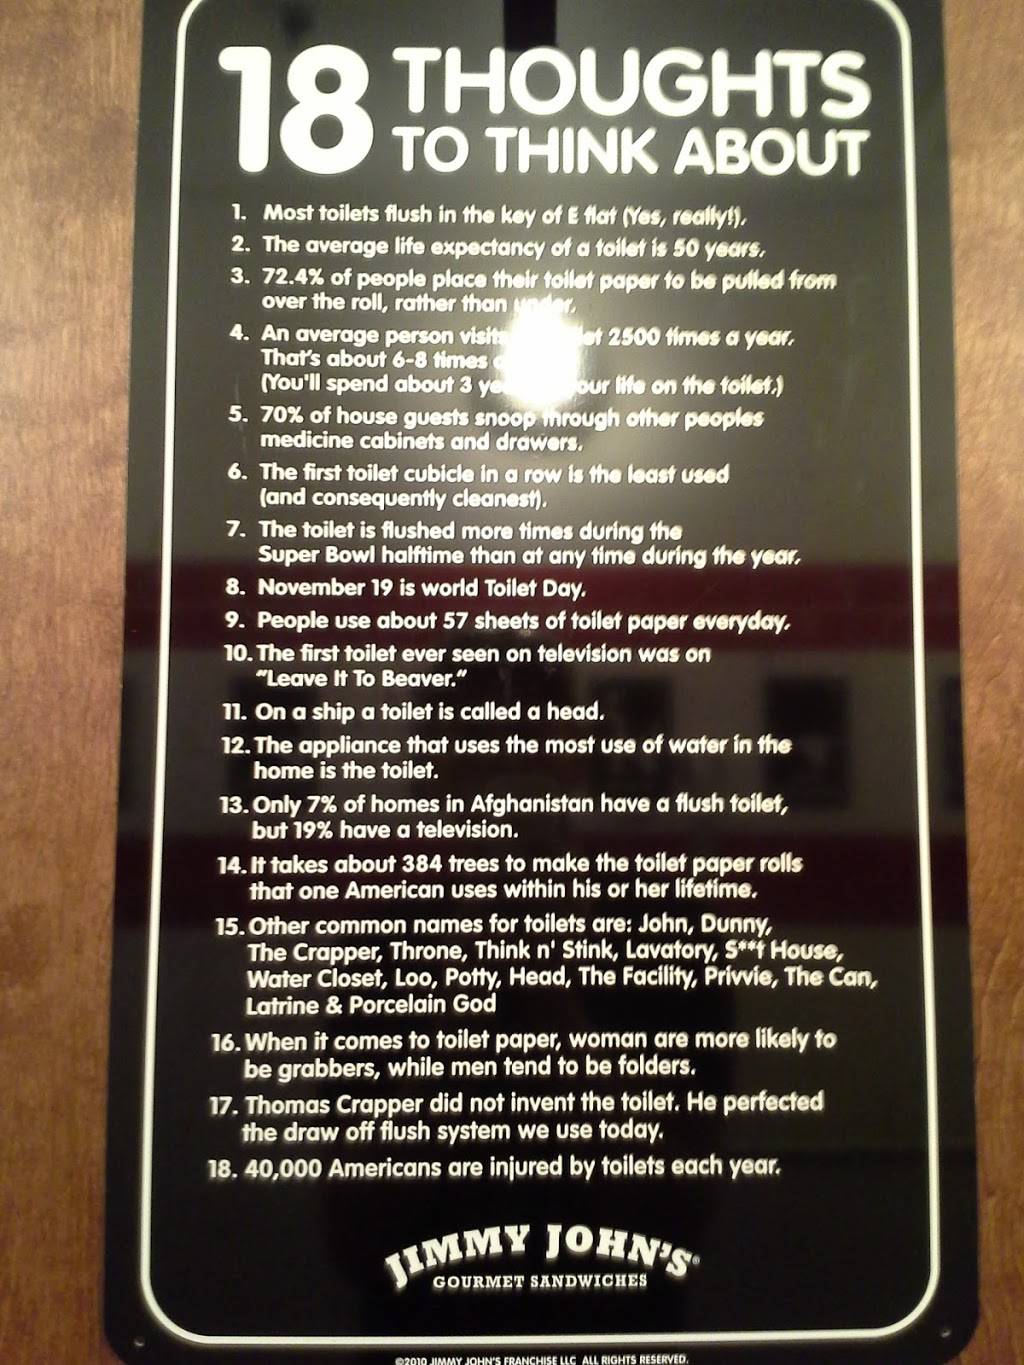 18 THOUGHTS
TO THINK ABOUT
1. Most toilets flush in the key of E flat (Yes, really!).
2. The average life expectancy of a toilet is 50 years.
3. 72.4% of people place their toilet paper to be pulled from
over the roll, rather than under.
4. An average person visits 2500 times a year.
That's about 6-8 times
(You'll spend about 3 your life on the toilet.)
5. 70% of house guests snoop through other peoples
medicine cabinets and drawers.
6. The first toilet cubicle in a row is the least used
(and consequently cleanest).
7. The toilet is flushed more times during the
Super Bowl halftime than at any time during the year.
8. November 19 is world Toilet Day.
9. People use about 57 sheets of toilet paper everyday.
10. The first toilet ever seen on television was on
"Leave It To Beaver."
11. On a ship a toilet is called a head.
12. The appliance that uses the most use of water in the
home is the toilet.
13. Only 7% of homes in Afghanistan have a flush toilet,
but 19% have a television.
14. It takes about 384 trees to make the toilet paper rolls
that one American uses within his or her lifetime.
15. Other common names for toilets are: John, Dunny,
The Crapper, Throne, Think n' Stink, Lavatory, S**t House,
Water Closet, Loo, Potty, Head, The Facility, Privvie, The Can,
Latrine & Porcelain God
16. When it comes to toilet paper, woman are more likely to
be grabbers, while men tend to be folders.
17. Thomas Crapper did not invent the toilet. He perfected
the draw off flush system we use today.
18. 40,000 Americans are injured by toilets each year.
JIMMY JOHN'S®
GOURMET SANDWICHES
©2010 JIMMY JOHN'S FRANCHISE LLC ALL RIGHTS RESERVED.